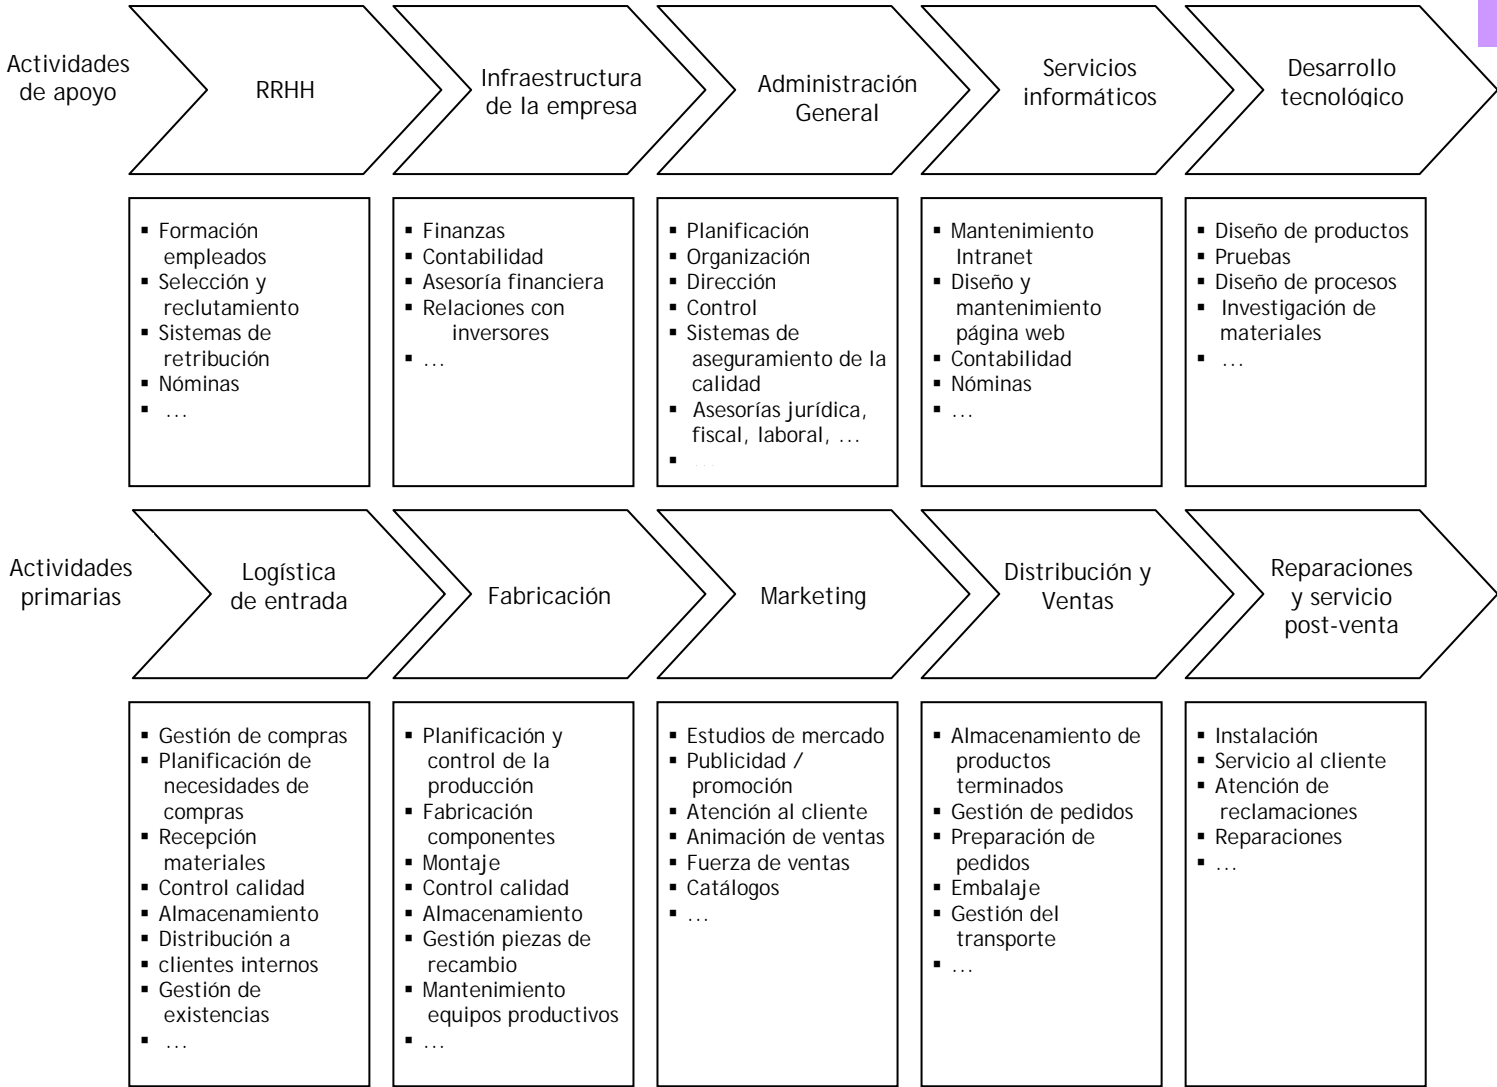 Actividades
de apoyo
RRHH
Infraestructura
de la empresa
Administración
General
Servicios
informáticos
Desarrollo
tecnológico
▪ Formación
empleados
▪ Selección y
reclutamiento
▪ Sistemas de
retribución
▪ Nóminas
▪ ...
▪ Finanzas
▪ Contabilidad
▪ Asesoría financiera
▪ Relaciones con
inversores
▪ ...
▪ Planificación
▪ Organización
▪ Dirección
▪ Control
▪ Sistemas de
aseguramiento de la
calidad
▪ Asesorías jurídica,
fiscal, laboral, ...
▪ ...
▪ Mantenimiento
Intranet
▪ Diseño y
mantenimiento
página web
▪ Contabilidad
▪ Nóminas
▪ ...
▪ Diseño de productos
▪ Pruebas
▪ Diseño de procesos
▪ Investigación de
materiales
▪ ...
Actividades
primarias
Logística
de entrada
Fabricación
Marketing
Distribución y
Ventas
Reparaciones
y servicio
post-venta
▪ Gestión de compras
▪ Planificación de
necesidades de
compras
▪ Recepción
materiales
▪ Control calidad
▪ Almacenamiento
▪ Distribución a
▪ clientes internos
▪ Gestión de
existencias
▪ ...
▪ Planificación y
control de la
producción
▪ Fabricación
componentes
▪ Montaje
▪ Control calidad
▪ Almacenamiento
▪ Gestión piezas de
recambio
▪ Mantenimiento
equipos productivos
▪ ...
▪ Estudios de mercado
▪ Publicidad /
promoción
▪ Atención al cliente
▪ Animación de ventas
▪ Fuerza de ventas
▪ Catálogos
▪ ...
▪ Almacenamiento de
productos
terminados
▪ Gestión de pedidos
▪ Preparación de
pedidos
▪ Embalaje
▪ Gestión del
transporte
▪ ...
▪ Instalación
▪ Servicio al cliente
▪ Atención de
reclamaciones
▪ Reparaciones
▪ ...